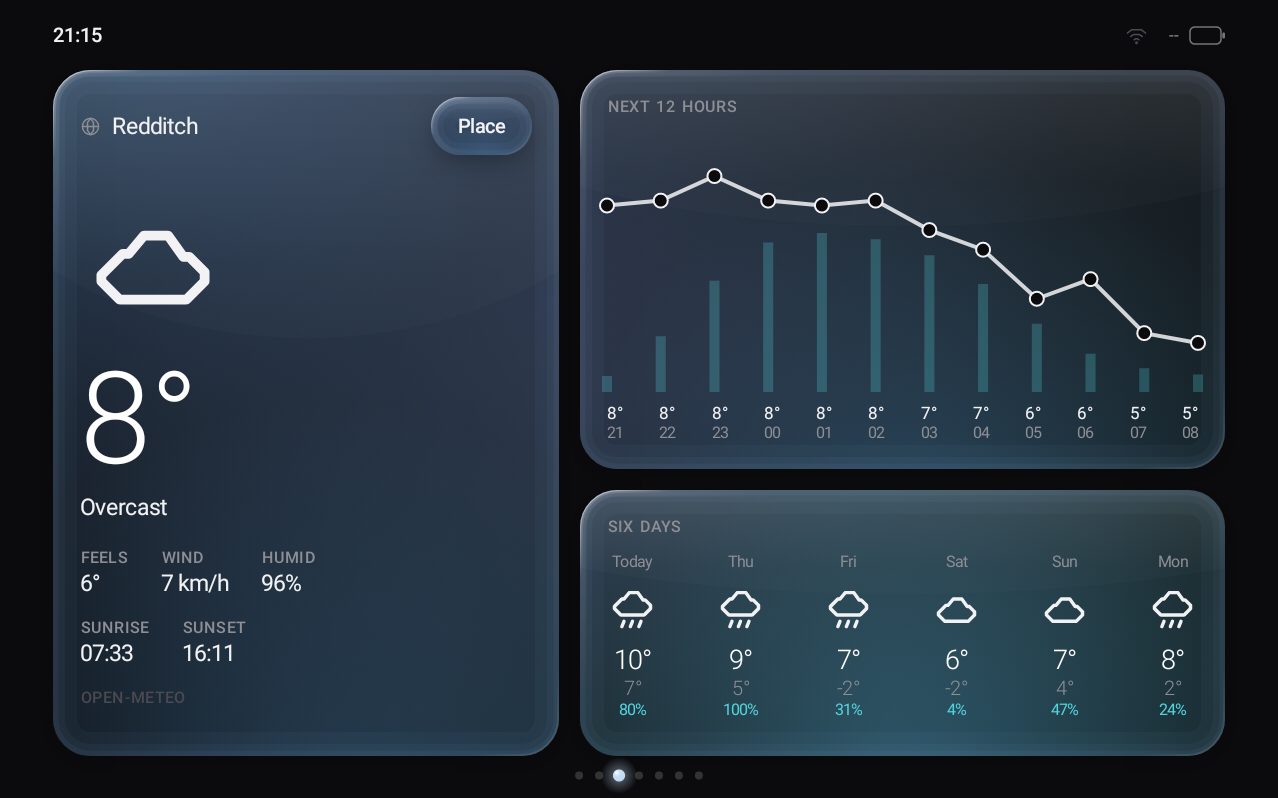 21:15
--
Redditch
Place
8°
Overcast
FEELS WIND HUMID
6° 7 km/h 96%
SUNRISE SUNSET
07:33 16:11
OPEN-METEO
NEXT 12 HOURS
8° 8° 8° 8° 8° 8° 7° 7° 6° 6° 5° 5°
21 22 23 00 01 02 03 04 05 06 07 08
SIX DAYS
Today Thu Fri Sat Sun Mon
10° 9° 7° 6° 7° 8°
7° 5° -2° -2° 4° 2°
80% 100% 31% 4% 47% 24%